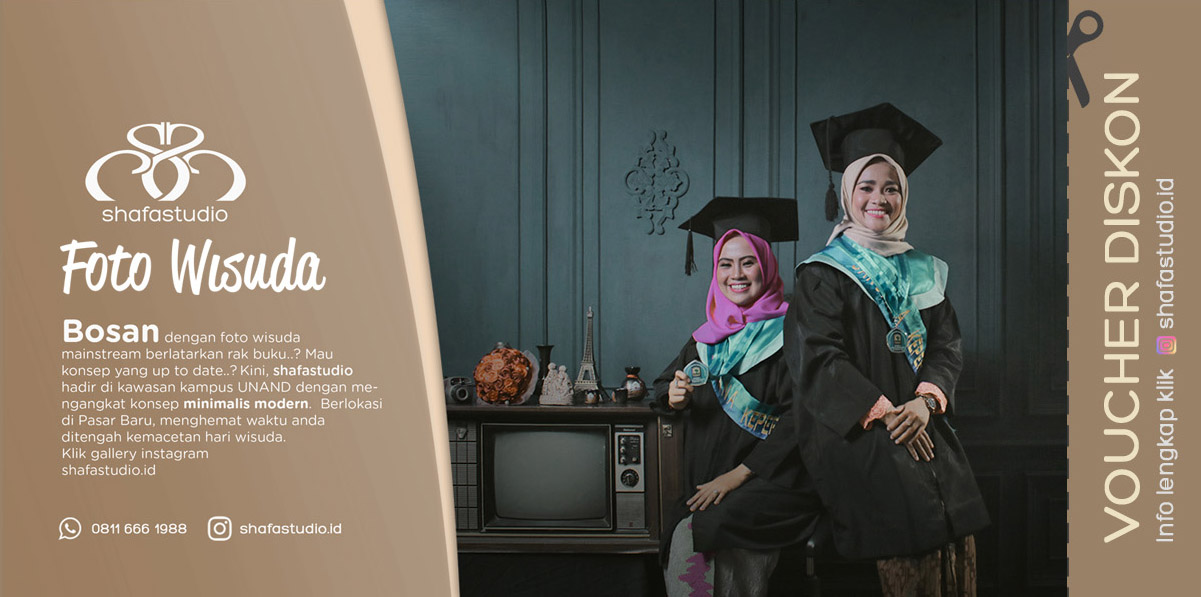 shafastudio
Foto Wisuda
Bosan dengan foto wisuda
mainstream berlatarkan rak buku..? Mau
konsep yang up to date..? Kini, shafastudio
hadir di kawasan kampus UNAND dengan me-
ngangkat konsep minimalis modern. Berlokasi
di Pasar Baru, menghemat waktu anda
ditengah kemacetan hari wisuda.
Klik gallery instagram
shafastudio.id
0811 666 1988 shafastudio.id
VOUCHER DISKON
Info lengkap klik shafastudio.id